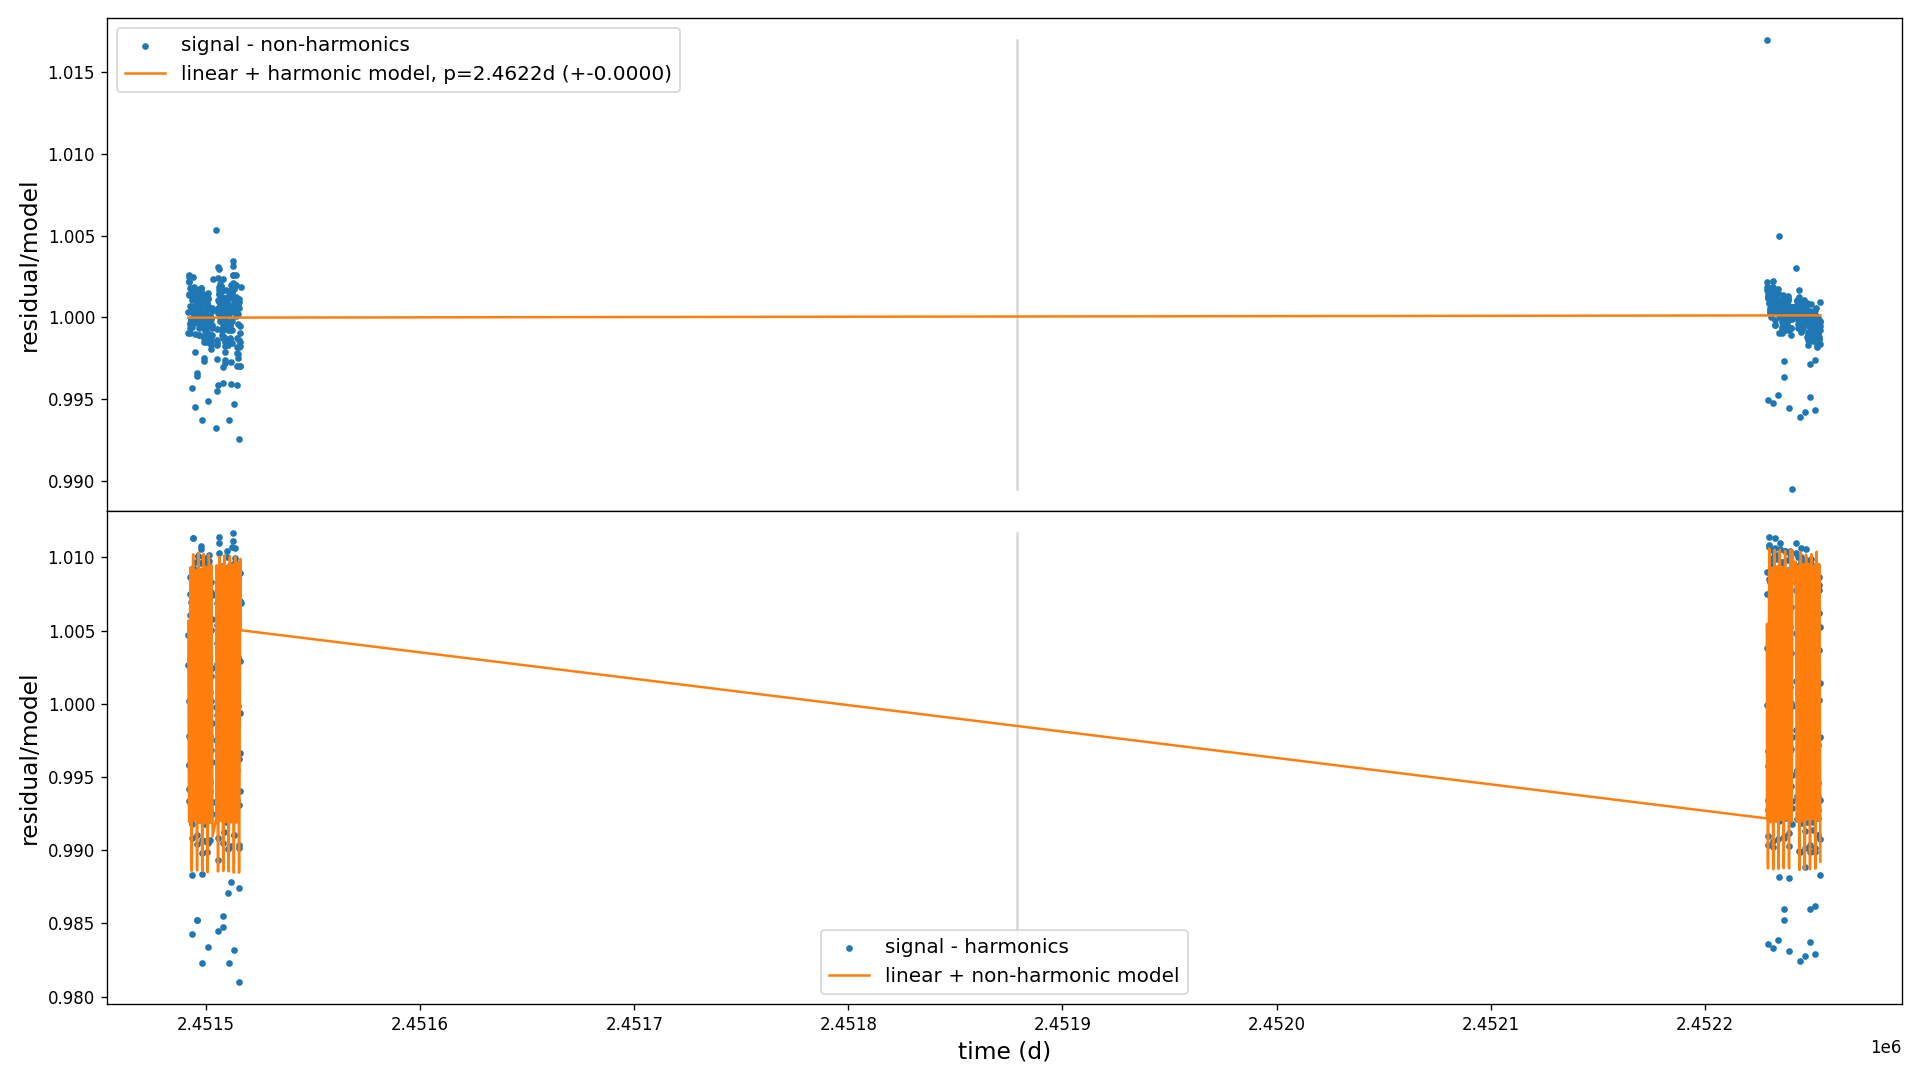 signal - non-harmonics
linear + harmonic model, p=2.4622d (+-0.0000)
residual/model
1.015
1.010
1.005
1.000
0.995
0.990
residual/model
1.010
1.005
1.000
0.995
0.990
0.985
0.980
signal - harmonics
linear + non-harmonic model
2.4515 2.4516 2.4517 2.4518 2.4519 2.4520 2.4521 2.4522
1e6
time (d)